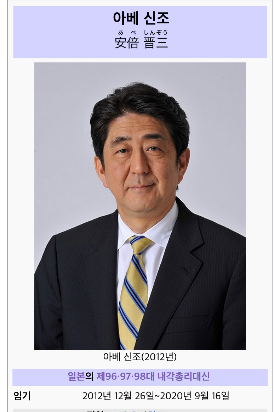 아베 신조
あべ しんぞう
安倍 晋三
아베 신조(2012년)
일본의 제96·97·98대 내각총리대신
임기 2012년 12월 26일~2020년 9월 16일